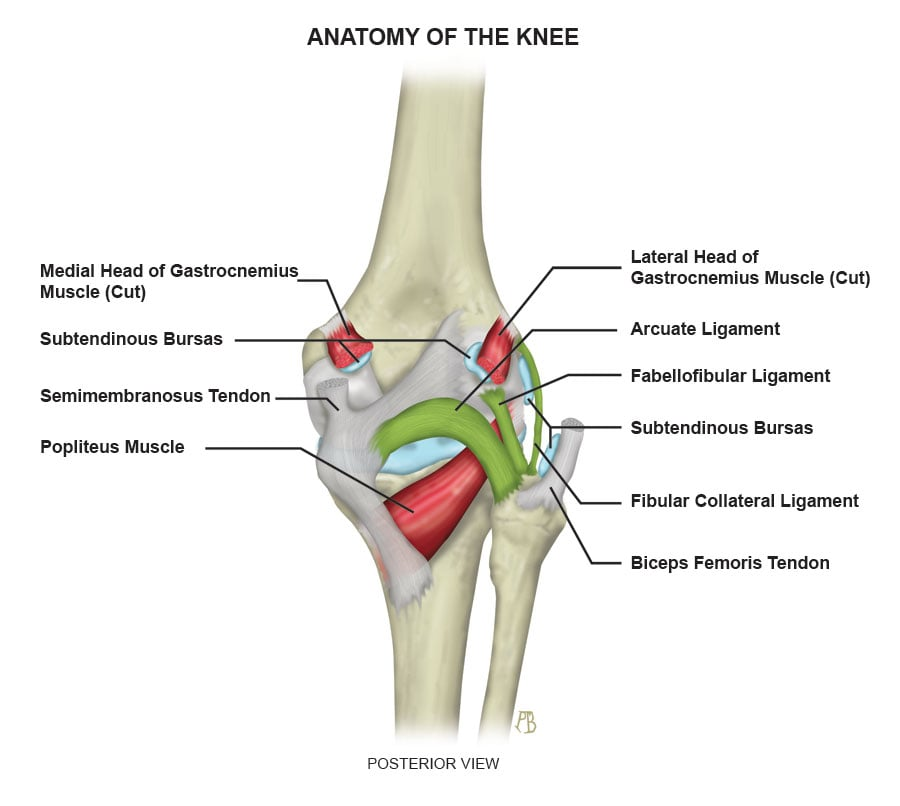 ANATOMY OF THE KNEE
Medial Head of Gastrocnemius
Muscle (Cut)
Subtendinous Bursas
Semimembranosus Tendon
Popliteus Muscle
Lateral Head of
Gastrocnemius Muscle (Cut)
Arcuate Ligament
Fabellofibular Ligament
Subtendinous Bursas
Fibular Collateral Ligament
Biceps Femoris Tendon
POSTERIOR VIEW